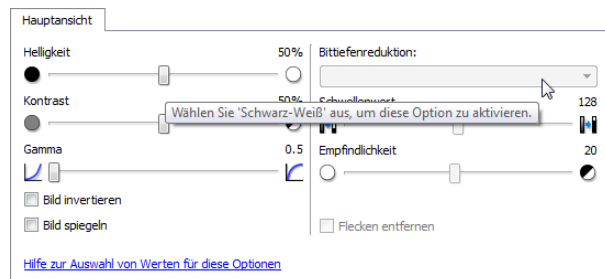 Hauptansicht
Helligkeit 50%
Kontrast 50%
Gamma 0.5
Bild invertieren
Bild spiegeln
Hilfe zur Auswahl von Werten für diese Optionen
Bittiefenreduktion:
Wählen Sie 'Schwarz-Weiß' aus, um diese Option zu aktivieren.
Schwellenwert 128
Empfindlichkeit 20
Flecken entfernen